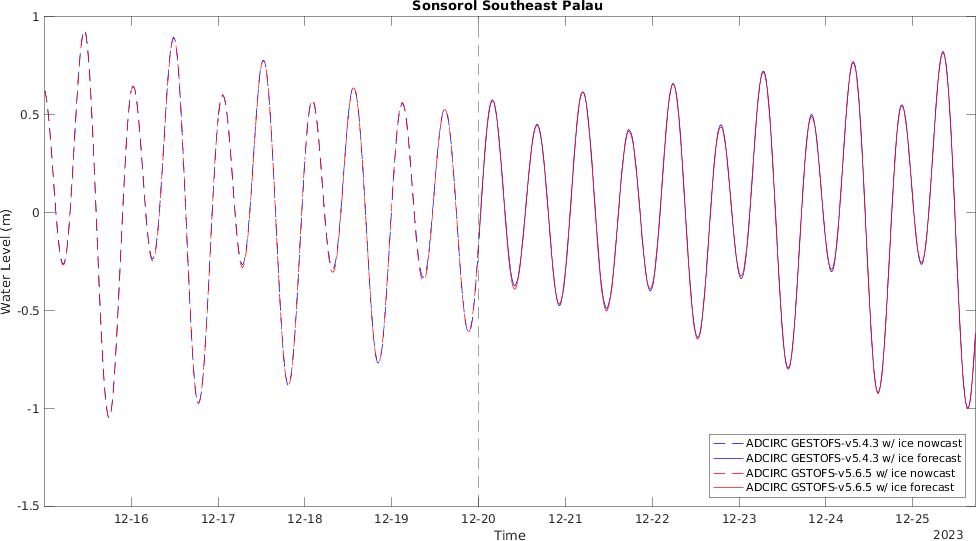 Sonsorol Southeast Palau
1
0.5
0
-0.5
-1
-1.5
Water Level (m)
ADCIRC GESTOFS-v5.4.3 w/ ice nowcast
ADCIRC GESTOFS-v5.4.3 w/ ice forecast
ADCIRC GSTOFS-v5.6.5 w/ ice nowcast
ADCIRC GSTOFS-v5.6.5 w/ ice forecast
12-16 12-17 12-18 12-19 12-20 12-21 12-22 12-23 12-24 12-25
Time
2023